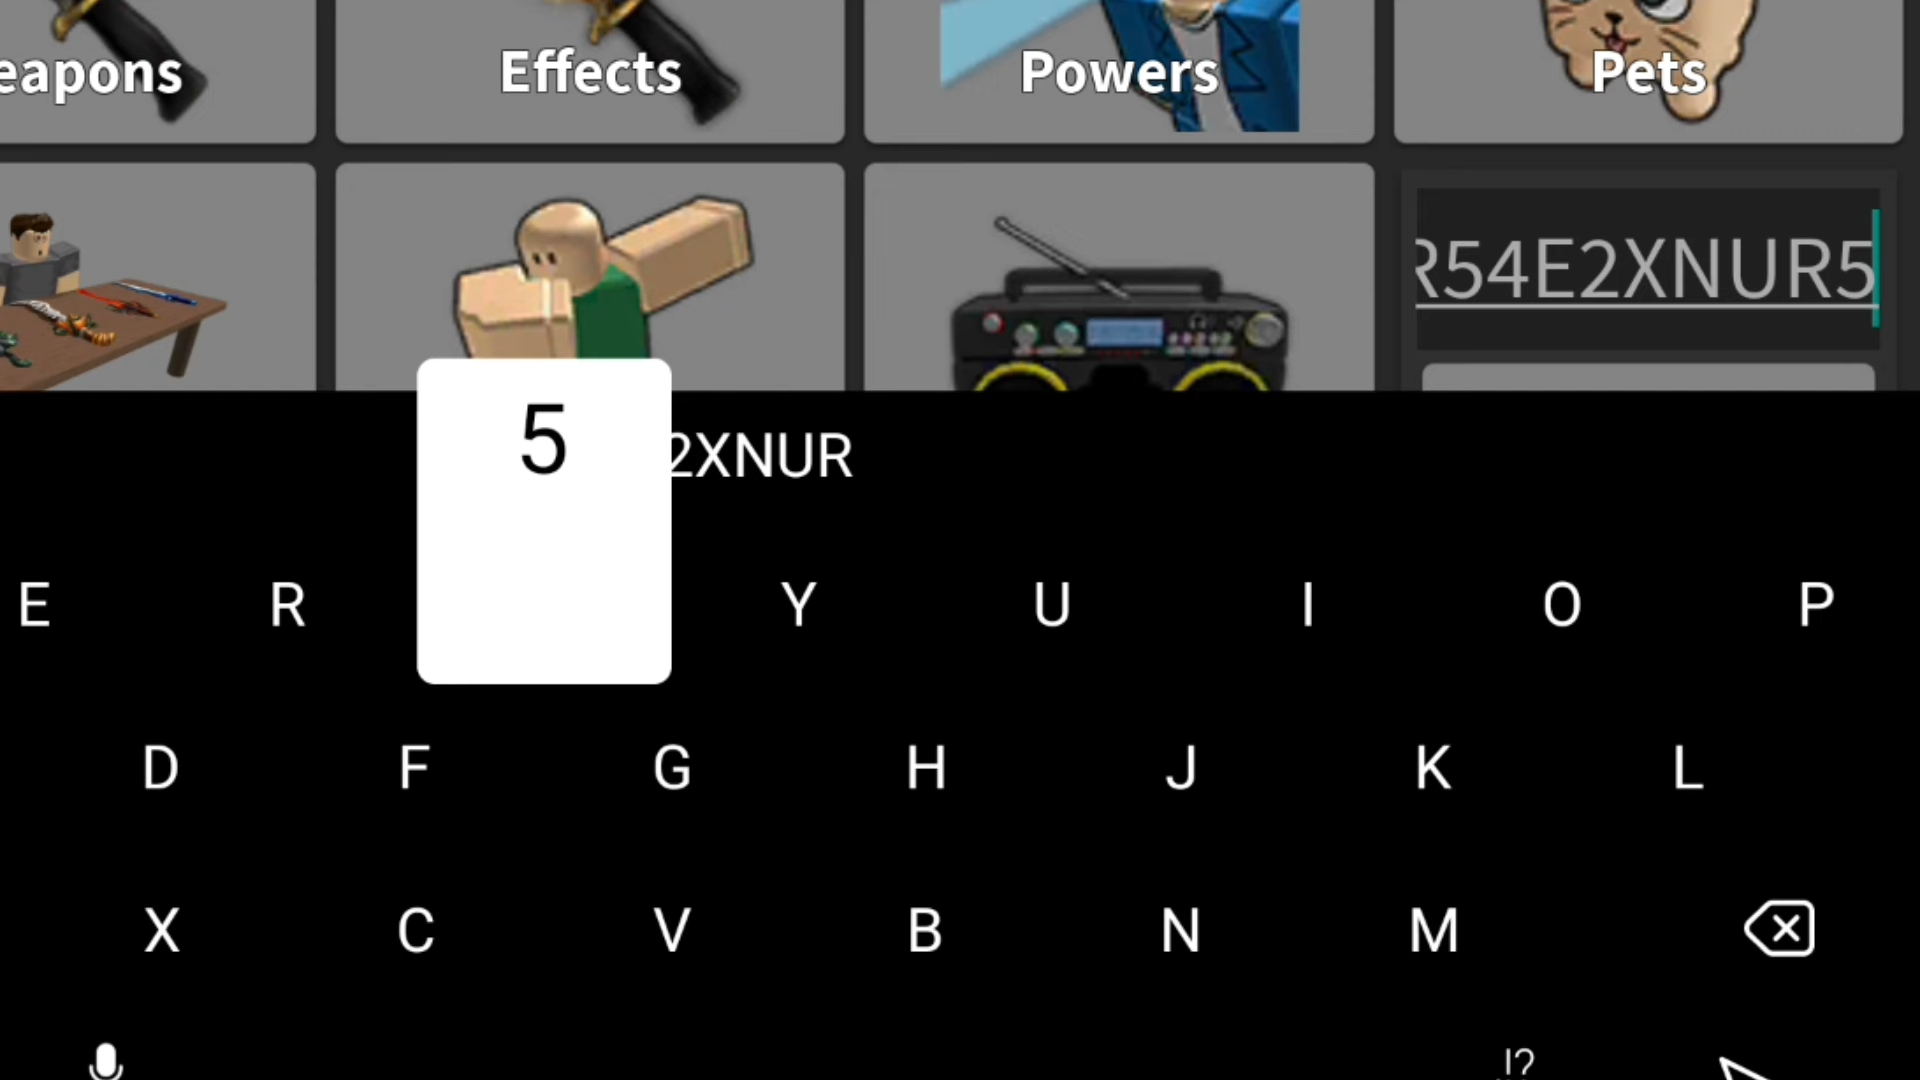 eapons
Effects
Powers
Pets
R54E2XNUR5
5
2XNUR
E R Y U I O P
D F G H J K L
X C V B N M
!?